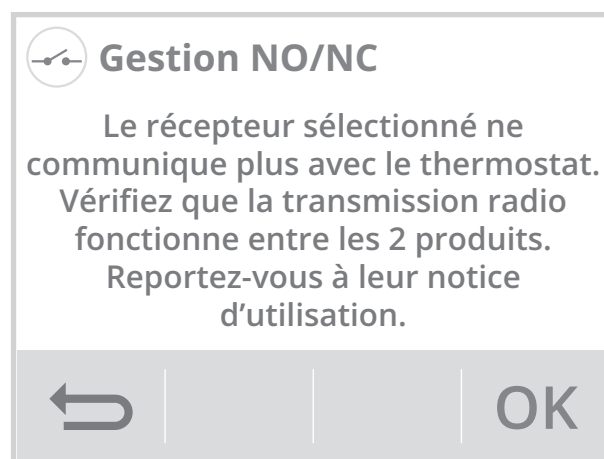 Gestion NO/NC
Le récepteur sélectionné ne
communique plus avec le thermostat.
Vérifiez que la transmission radio
fonctionne entre les 2 produits.
Reportez-vous à leur notice
d’utilisation.
OK